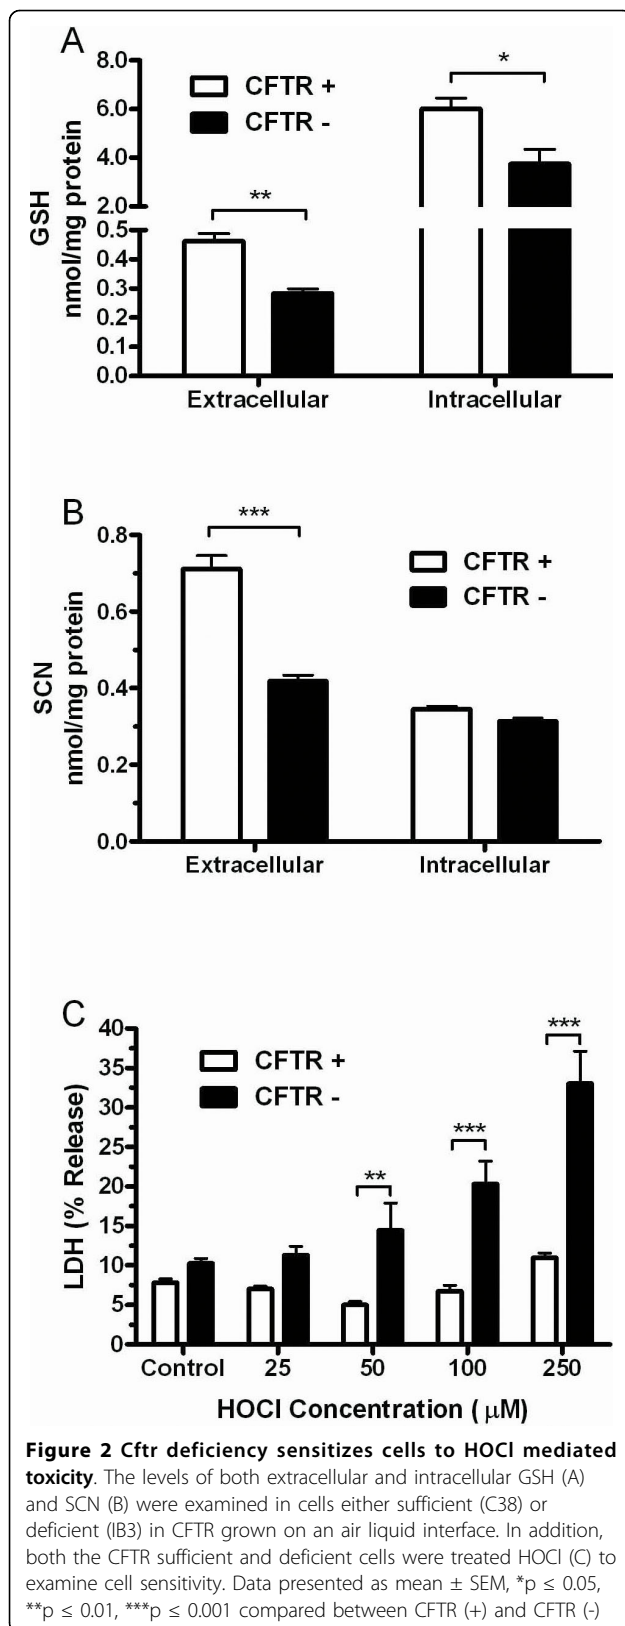 A
8.0
6.0
4.0
2.0
0.5
0.4
0.3
0.2
0.1
0.0
GSH
nmol/mg protein
CFTR +
CFTR -
**
*
Extracellular
Intracellular
B
0.8
0.6
0.4
0.2
0.0
SCN
nmol/mg protein
***
CFTR +
CFTR -
Extracellular
Intracellular
C
40
35
30
25
20
15
10
5
0
LDH (% Release)
CFTR +
CFTR -
**
***
***
Control
25
50
100
250
HOCl Concentration ( µM)
Figure 2 Cftr deficiency sensitizes cells to HOCl mediated
toxicity. The levels of both extracellular and intracellular GSH (A)
and SCN (B) were examined in cells either sufficient (C38) or
deficient (IB3) in CFTR grown on an air liquid interface. In addition,
both the CFTR sufficient and deficient cells were treated HOCl (C) to
examine cell sensitivity. Data presented as mean ± SEM, *p ≤ 0.05,
**p ≤ 0.01, ***p ≤ 0.001 compared between CFTR (+) and CFTR (-)